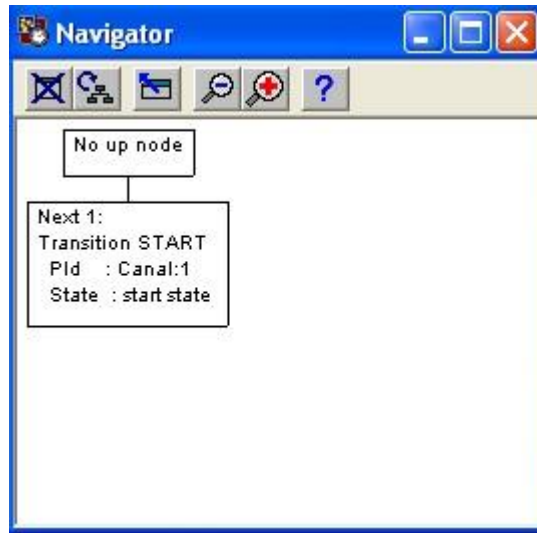 Navigator
?
No up node
Next 1:
Transition START
PId : Canal:1
State : start state